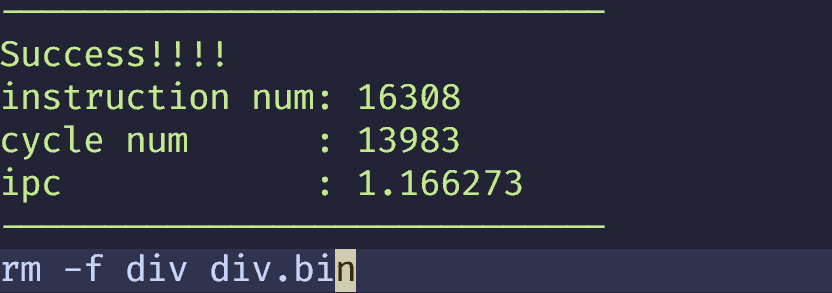 Success!!!!
instruction num: 16308
cycle num      : 13983
ipc            : 1.166273
rm -f div div.bin